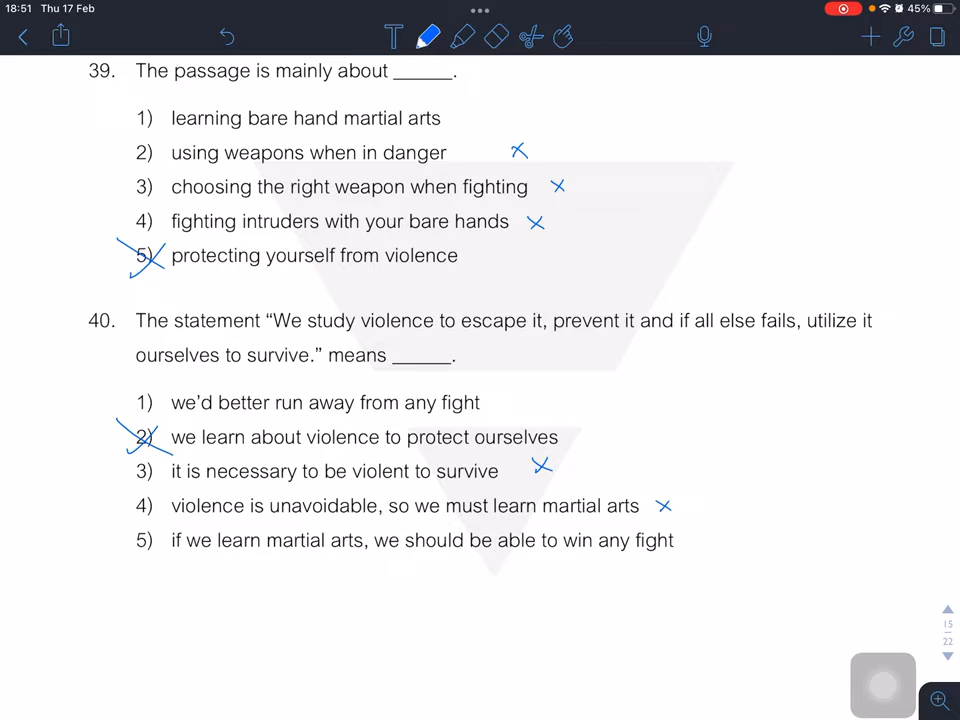 18:51 Thu 17 Feb
45%
39. The passage is mainly about ______.
1) learning bare hand martial arts
2) using weapons when in danger
3) choosing the right weapon when fighting
4) fighting intruders with your bare hands
5) protecting yourself from violence
40. The statement “We study violence to escape it, prevent it and if all else fails, utilize it
ourselves to survive.” means ______.
1) we’d better run away from any fight
2) we learn about violence to protect ourselves
3) it is necessary to be violent to survive
4) violence is unavoidable, so we must learn martial arts
5) if we learn martial arts, we should be able to win any fight
15
22